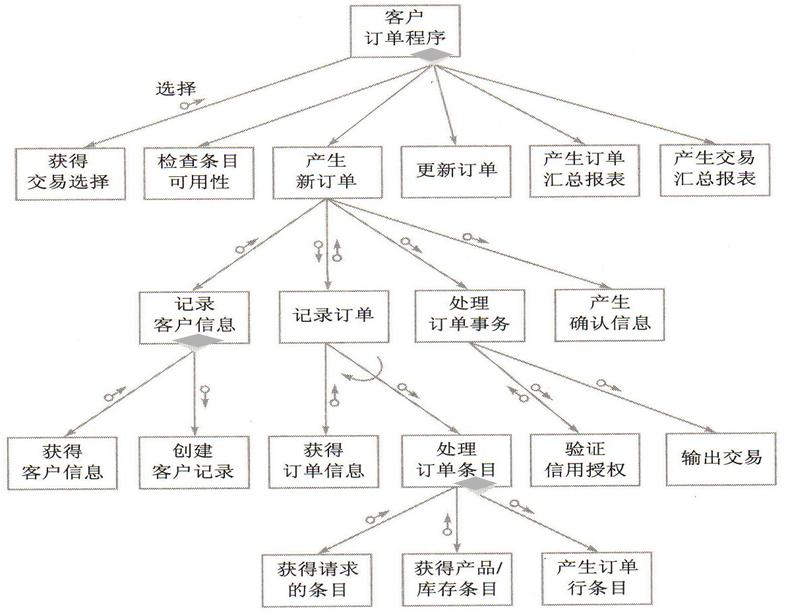 客户
订单程序
选择
获得
交易选择
检查条目
可用性
产生
新订单
更新订单
产生订单
汇总报表
产生交易
汇总报表
记录
客户信息
记录订单
处理
订单事务
产生
确认信息
获得
客户信息
创建
客户记录
获得
订单信息
处理
订单条目
验证
信用授权
输出交易
获得请求
的条目
获得产品/
库存条目
产生订单
行条目